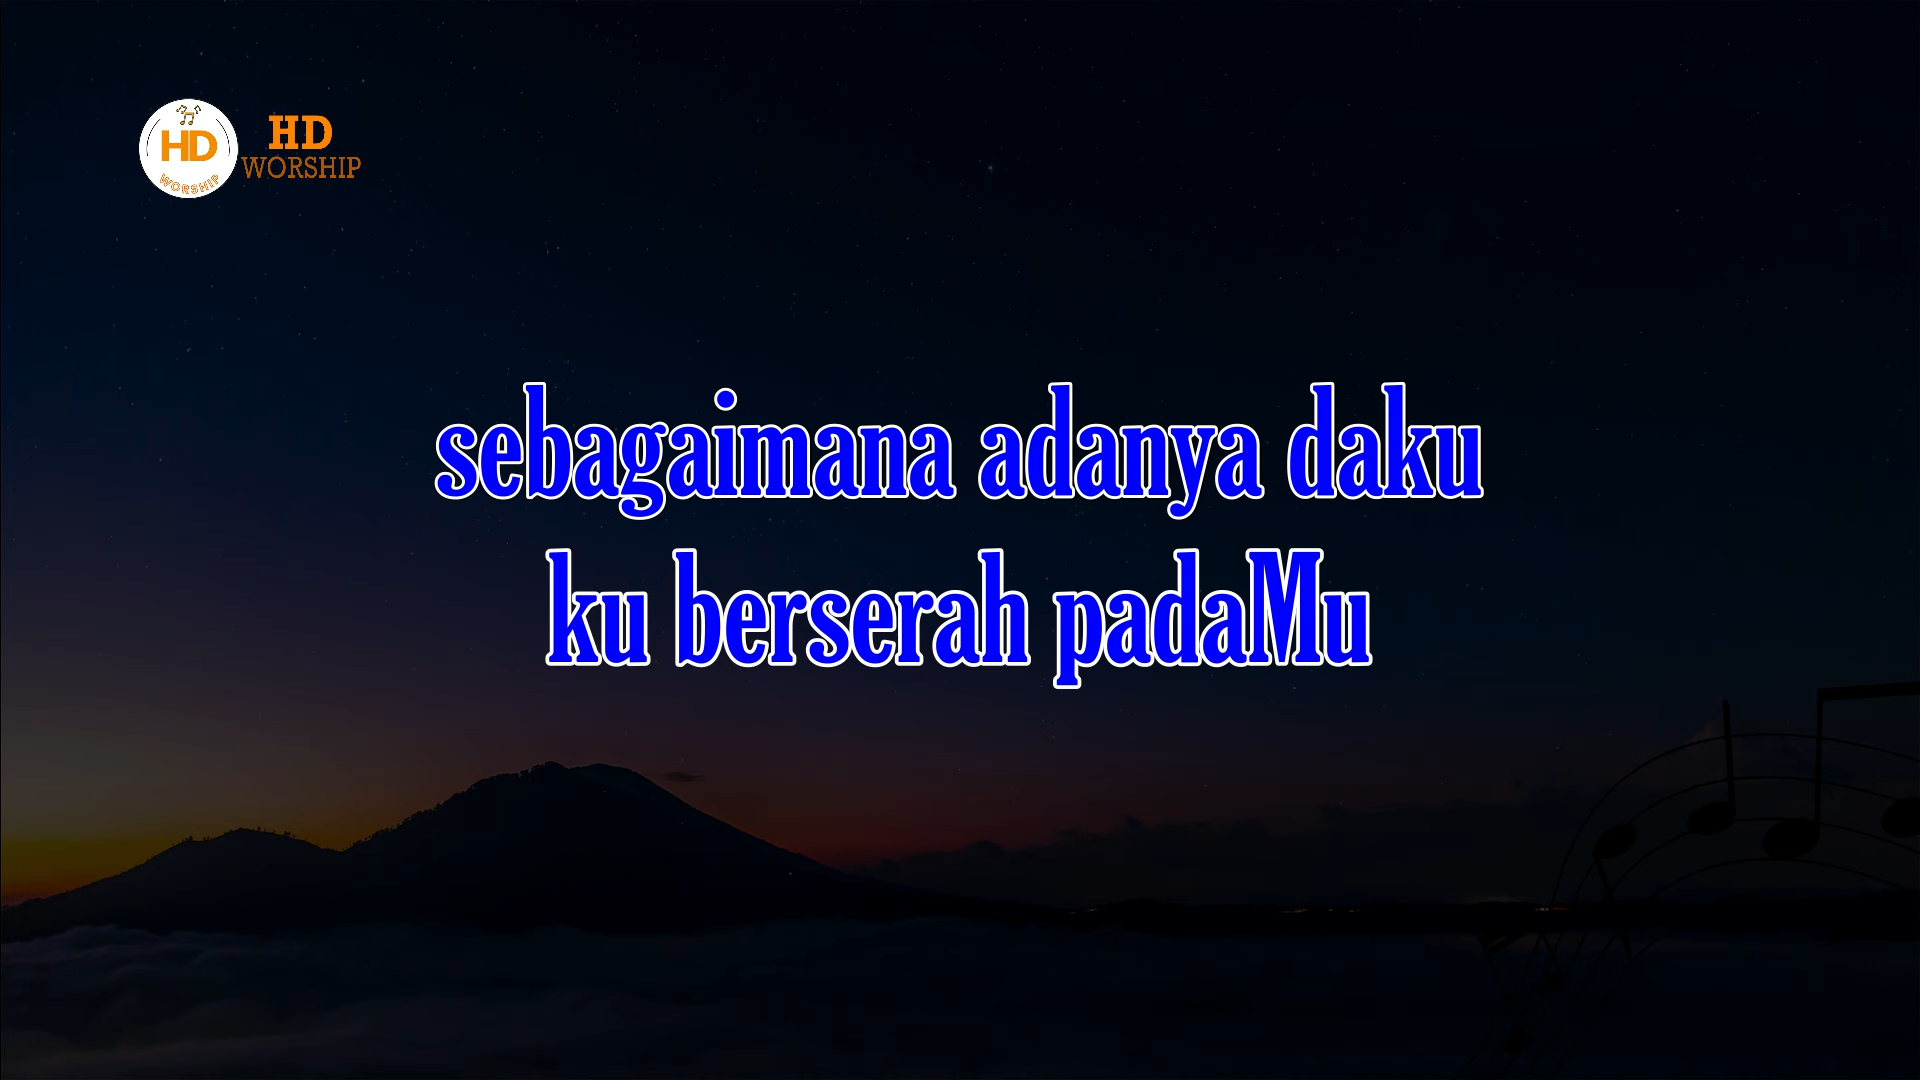 HD
WORSHIP
HD
WORSHIP
sebagaimana adanya daku
ku berserah padaMu